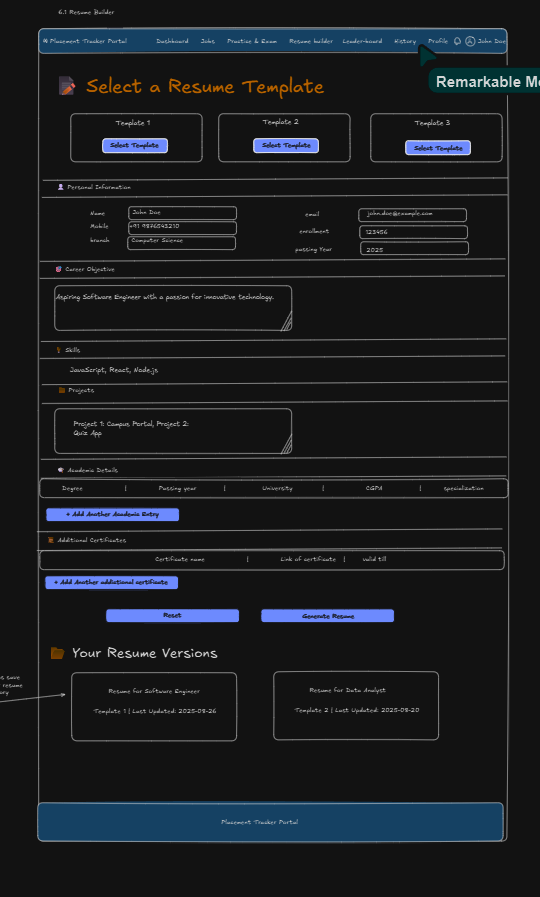 6.1 Resume Builder
Placement Tracker Portal Dashboard Jobs Practise & Exam Resume builder Leader-board History Profile John Doe
Remarkable
Select a Resume Template
Template 1 Template 2 Template 3
Select Template Select Template Select Template
Personal Information
Name John Doe email john.doe@example.com
Mobile +91 9876543210 enrollment 123456
branch Computer Science passing Year 2025
Career Objective
Aspiring Software Engineer with a passion for innovative technology.
Skills
JavaScript, React, Node.js
Projects
Project 1: Campus Portal, Project 2:
Quiz App
Academic Details
Degree | Passing year | University | CGPA | specialization
+ Add Another Academic Entry
Additional Certificates
Certificate name | Link of certificate | valid till
+ Add Another addictional certificate
Reset Generate Resume
Your Resume Versions
save
resume
Resume for Software Engineer Resume for Data Analyst
Template 1 | Last Updated: 2025-08-26 Template 2 | Last Updated: 2025-08-20
Placement Tracker Portal